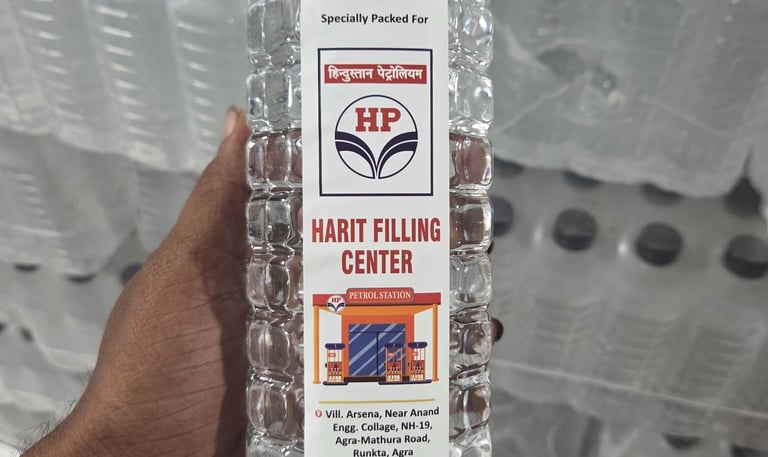 Specially Packed For
हिन्दुस्तान पेट्रोलियम
HP
HARIT FILLING
CENTER
HP PETROL STATION
Vill. Arsena, Near Anand
Engg. Collage, NH-19,
Agra-Mathura Road,
Runkta, Agra